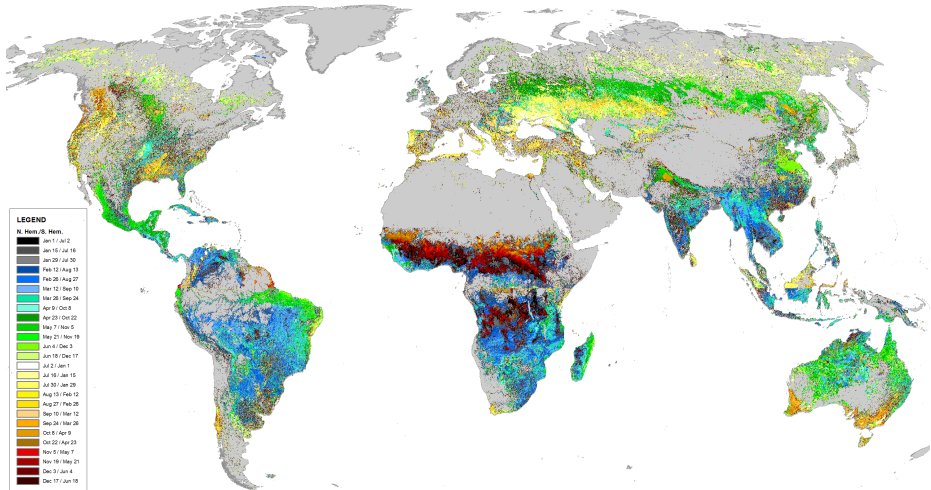 LEGEND
N. Hem./S. Hem.
Jan 1 / Jul 2
Jan 15 / Jul 16
Jan 29 / Jul 30
Feb 12 / Aug 13
Feb 26 / Aug 27
Mar 12 / Sep 10
Mar 26 / Sep 24
Apr 9 / Oct 8
Apr 23 / Oct 22
May 7 / Nov 5
May 21 / Nov 19
Jun 4 / Dec 3
Jun 18 / Dec 17
Jul 2 / Jan 1
Jul 16 / Jan 15
Jul 30 / Jan 29
Aug 13 / Feb 12
Aug 27 / Feb 26
Sep 10 / Mar 12
Sep 24 / Mar 26
Oct 8 / Apr 9
Oct 22 / Apr 23
Nov 5 / May 7
Nov 19 / May 21
Dec 3 / Jun 4
Dec 17 / Jun 18